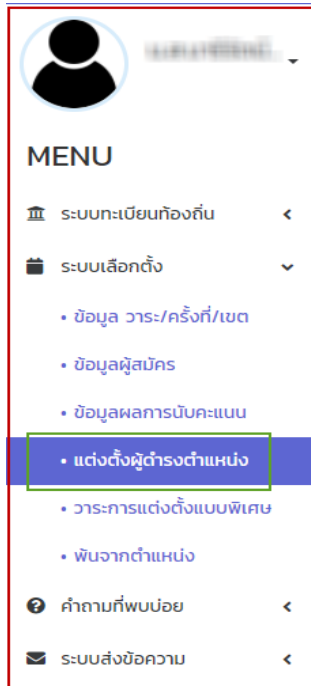 MENU
ระบบทะเบียนท้องถิ่น
ระบบเลือกตั้ง
• ข้อมูล วาระ/ครั้งที่/เขต
• ข้อมูลผู้สมัคร
• ข้อมูลผลการนับคะแนน
• แต่งตั้งผู้ดำรงตำแหน่ง
• วาระการแต่งตั้งแบบพิเศษ
• พ้นจากตำแหน่ง
คำถามที่พบบ่อย
ระบบส่งข้อความ